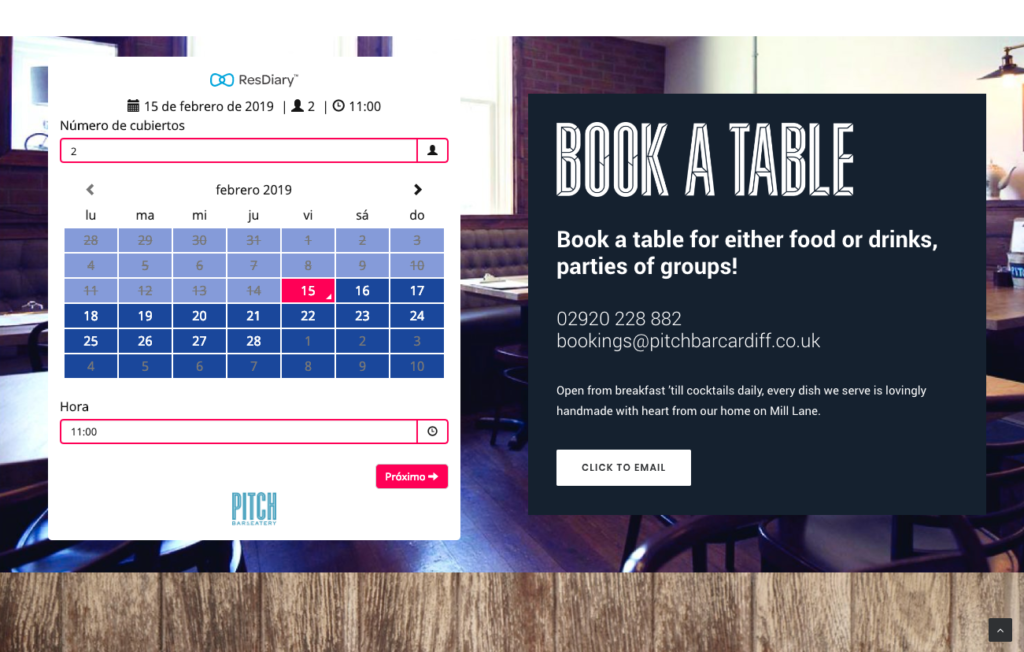 ResDiary™
15 de febrero de 2019 | 2 | 11:00
Número de cubiertos
2
febrero 2019
lu ma mi ju vi sá do
28 29 30 31 1 2 3
4 5 6 7 8 9 10
11 12 13 14 15 16 17
18 19 20 21 22 23 24
25 26 27 28 1 2 3
4 5 6 7 8 9 10
Hora
11:00
Próximo
PITCH
BAR&EATERY
BOOK A TABLE
Book a table for either food or drinks,
parties of groups!
02920 228 882
bookings@pitchbarcardiff.co.uk
Open from breakfast 'till cocktails daily, every dish we serve is lovingly
handmade with heart from our home on Mill Lane.
CLICK TO EMAIL